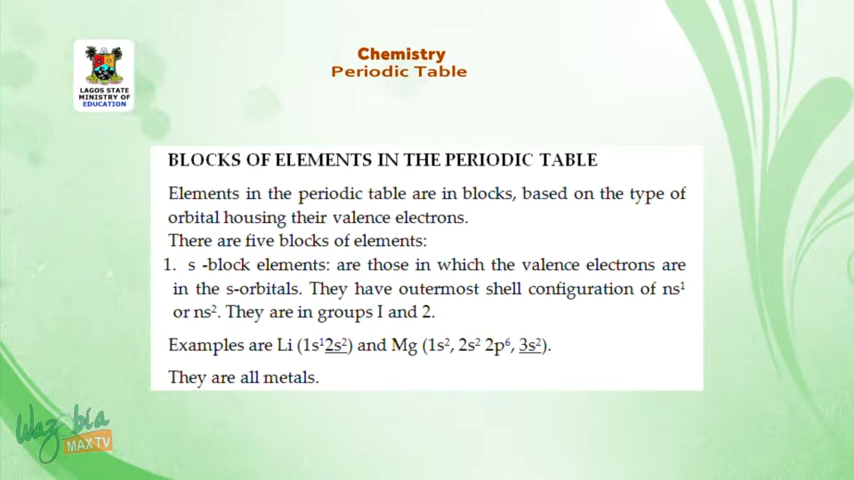 Chemistry
Periodic Table
LAGOS STATE
MINISTRY OF
EDUCATION
BLOCKS OF ELEMENTS IN THE PERIODIC TABLE
Elements in the periodic table are in blocks, based on the type of
orbital housing their valence electrons.
There are five blocks of elements:
1. s -block elements: are those in which the valence electrons are
in the s-orbitals. They have outermost shell configuration of ns¹
or ns². They are in groups I and 2.
Examples are Li (1s¹2s²) and Mg (1s², 2s² 2p⁶, 3s²).
They are all metals.
Wazobia
MAX TV